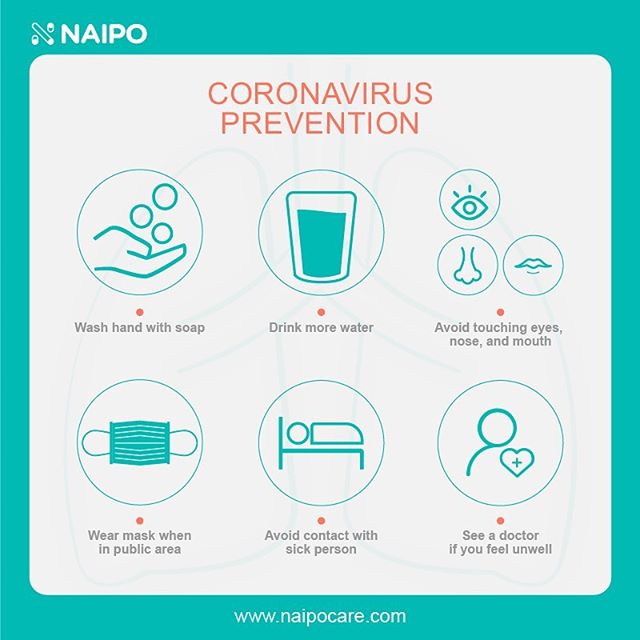 NAIPO
CORONAVIRUS
PREVENTION
Wash hand with soap
Drink more water
Avoid touching eyes,
nose, and mouth
Wear mask when
in public area
Avoid contact with
sick person
See a doctor
if you feel unwell
www.naipocare.com